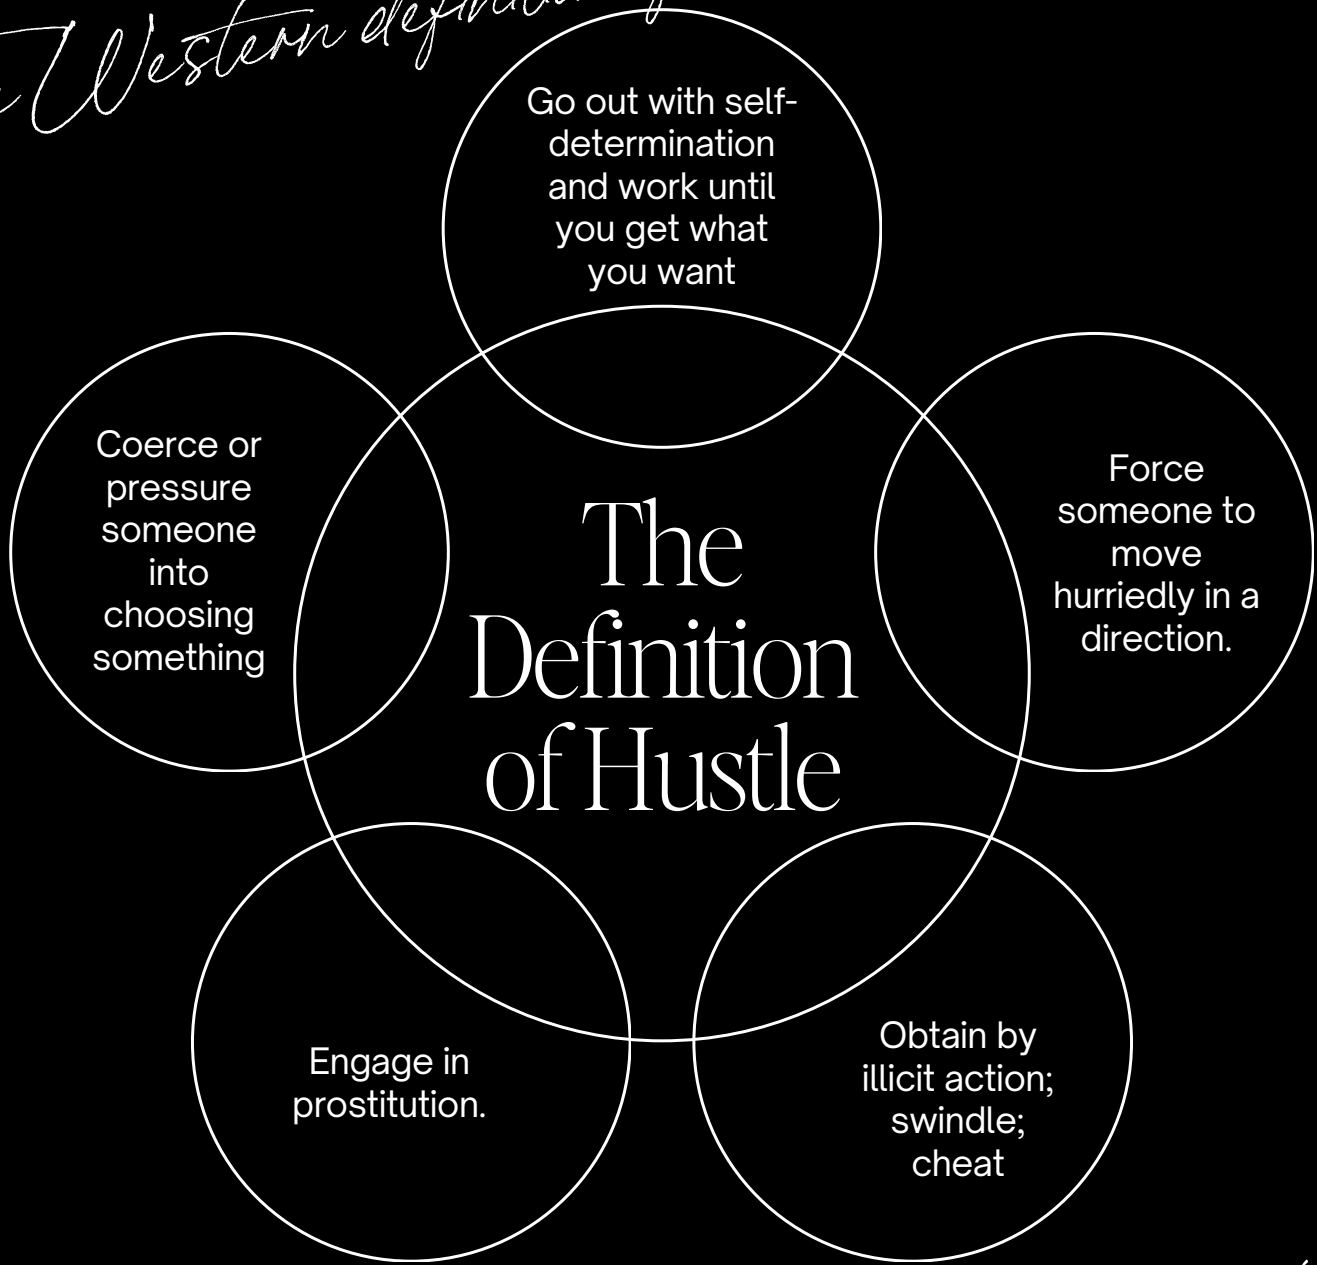 Western
Go out with self-
determination
and work until
you get what
you want
Coerce or
pressure
someone
into
choosing
something
Force
someone to
move
hurriedly in a
direction.
The
Definition
of Hustle
Engage in
prostitution.
Obtain by
illicit action;
swindle;
cheat